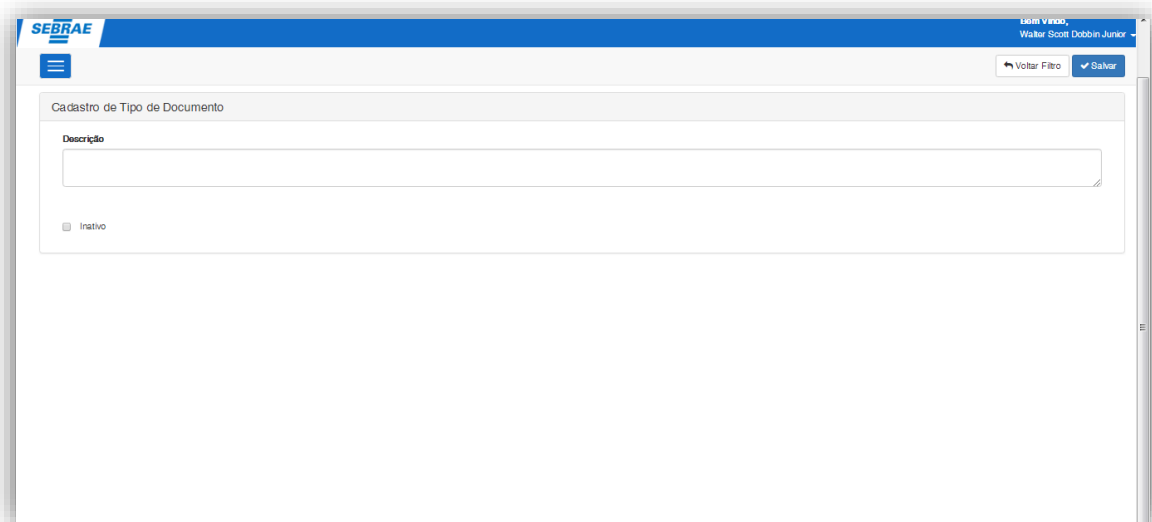 SEBRAE
Bem Vindo,
Walter Scott Dobbin Junior
Voltar Filtro
Salvar
Cadastro de Tipo de Documento
Descrição
Inativo